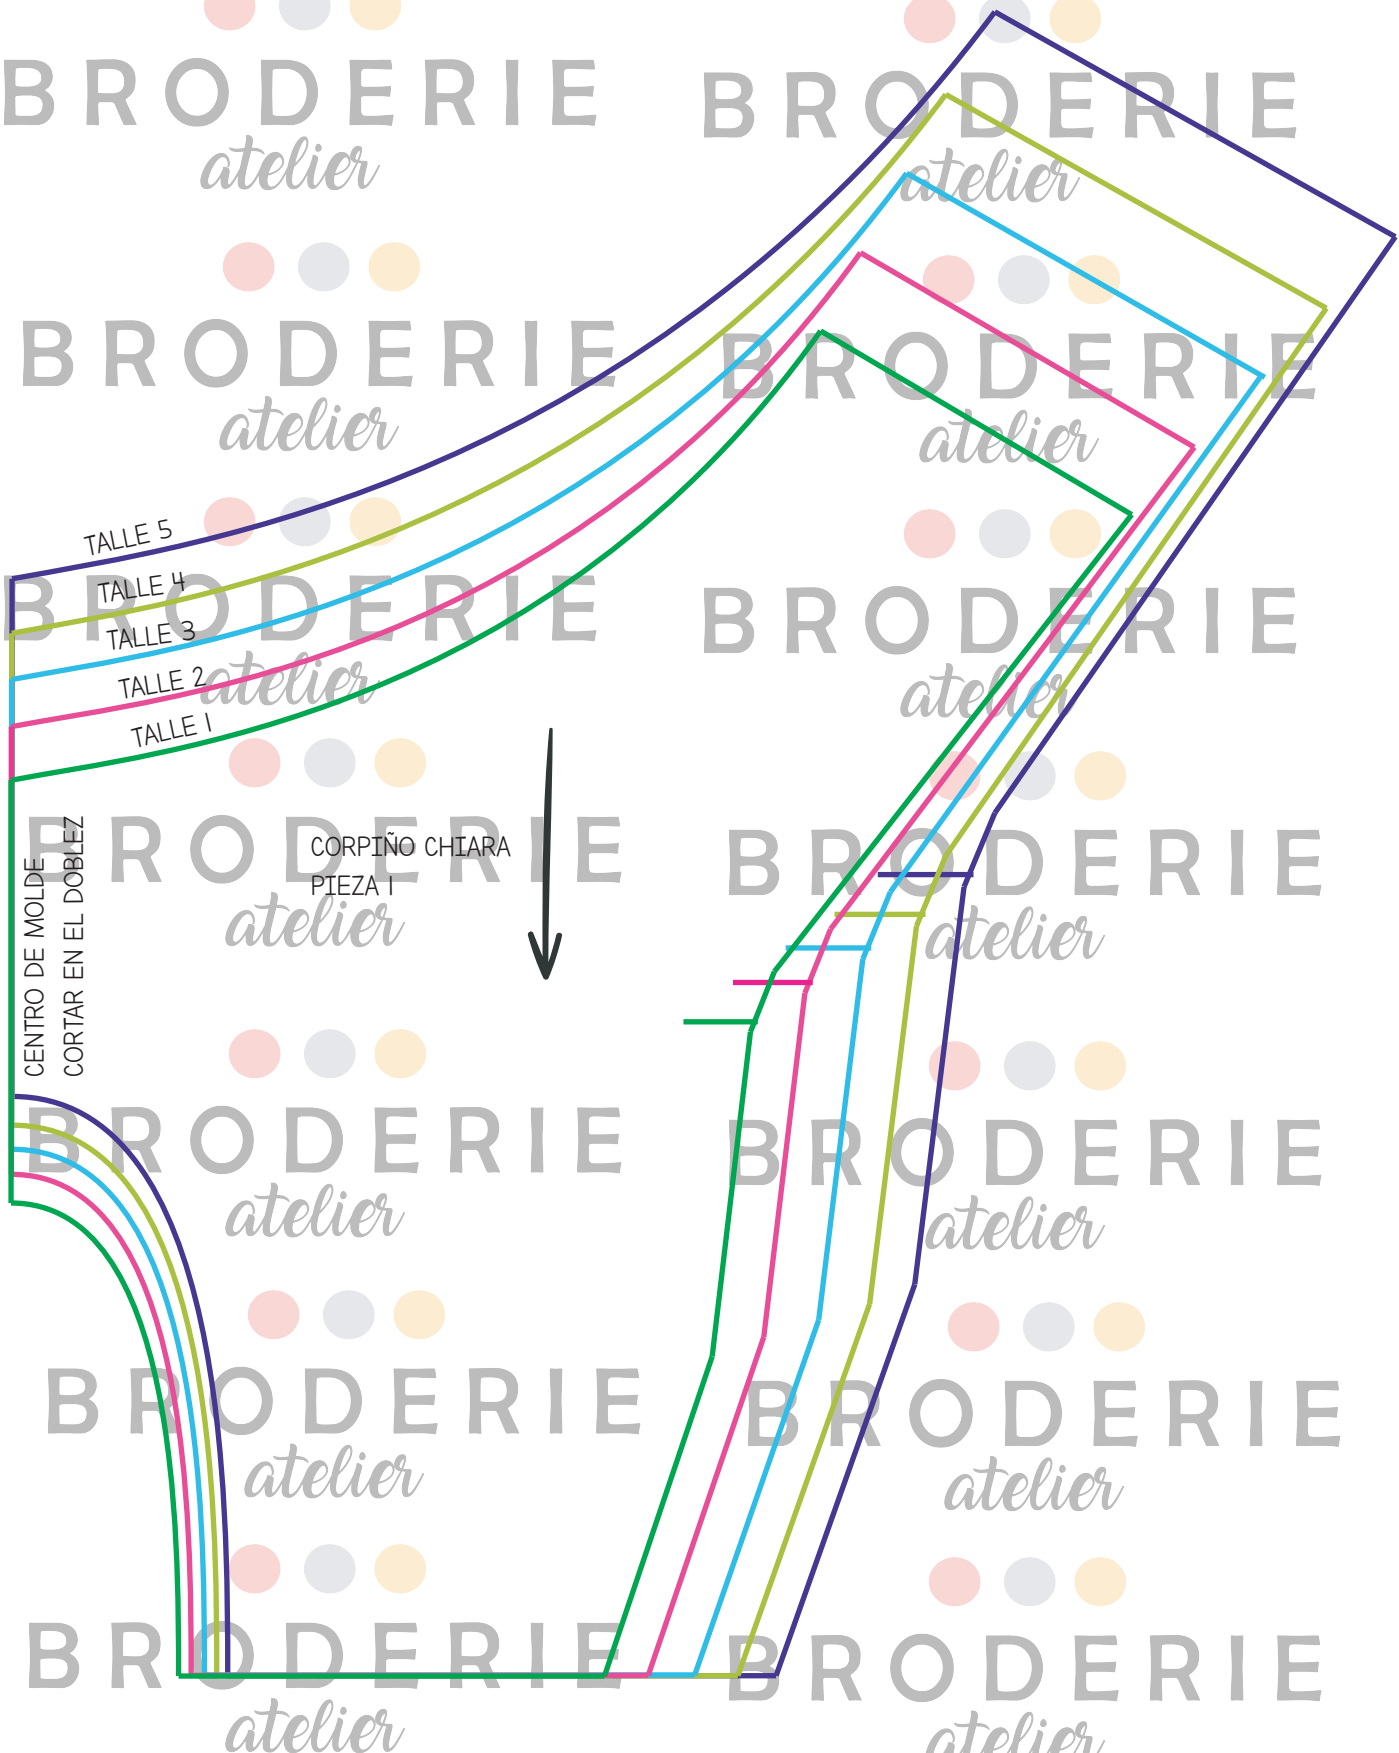 BRODERIE
atelier
BRODERIE
atelier
BRODERIE
atelier
BRODERIE
atelier
TALLE 5
TALLE 4
TALLE 3
TALLE 2
TALLE 1
BRODERIE
atelier
BRODERIE
atelier
CENTRO DE MOLDE
CORTAR EN EL DOBLEZ
CORPIÑO CHIARA
PIEZA 1
BRODERIE
atelier
BRODERIE
atelier
BRODERIE
atelier
BRODERIE
atelier
BRODERIE
atelier
BRODERIE
atelier
BRODERIE
atelier
BRODERIE
atelier